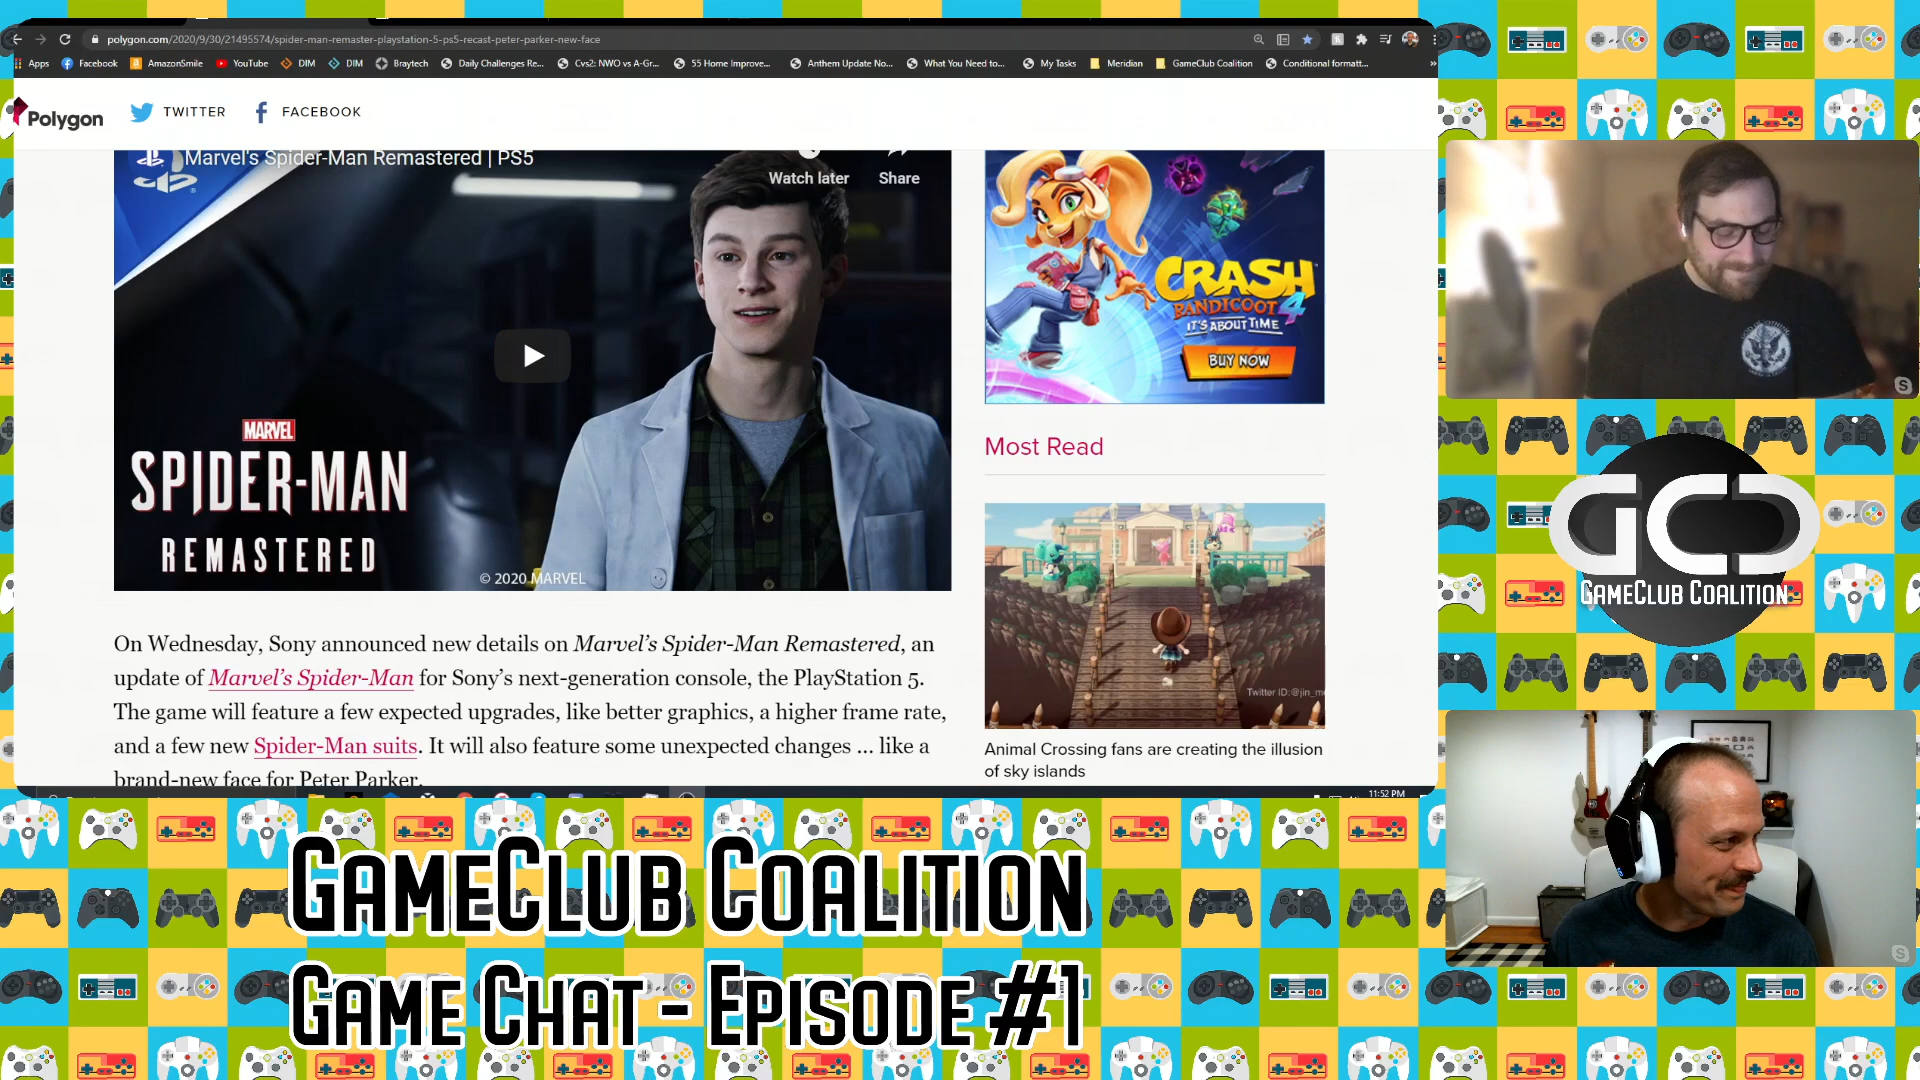 polygon.com/2020/9/30/21495574/spider-man-remaster-playstation-5-ps5-recast-peter-parker-new-face
Apps
Facebook
AmazonSmile
YouTube
DIM
DIM
Braytech
Daily Challenges Re...
Cvs2: NWO vs A-Gr...
55 Home Improve...
Anthem Update No...
What You Need to...
My Tasks
Meridian
GameClub Coalition
Conditional formatt...
Polygon
TWITTER
FACEBOOK
Marvel's Spider-Man Remastered | PS5
Watch later
Share
MARVEL
SPIDER-MAN
REMASTERED
© 2020 MARVEL
CRASH
BANDICOOT 4
IT'S ABOUT TIME
BUY NOW
Most Read
Twitter ID:@jin_m
Animal Crossing fans are creating the illusion
of sky islands
On Wednesday, Sony announced new details on Marvel's Spider-Man Remastered, an
update of Marvel's Spider-Man for Sony's next-generation console, the PlayStation 5.
The game will feature a few expected upgrades, like better graphics, a higher frame rate,
and a few new Spider-Man suits. It will also feature some unexpected changes ... like a
brand-new face for Peter Parker.
11:52 PM
GCC
GAMECLUB COALITION
GAMECLUB COALITION
GAME CHAT - EPISODE #1